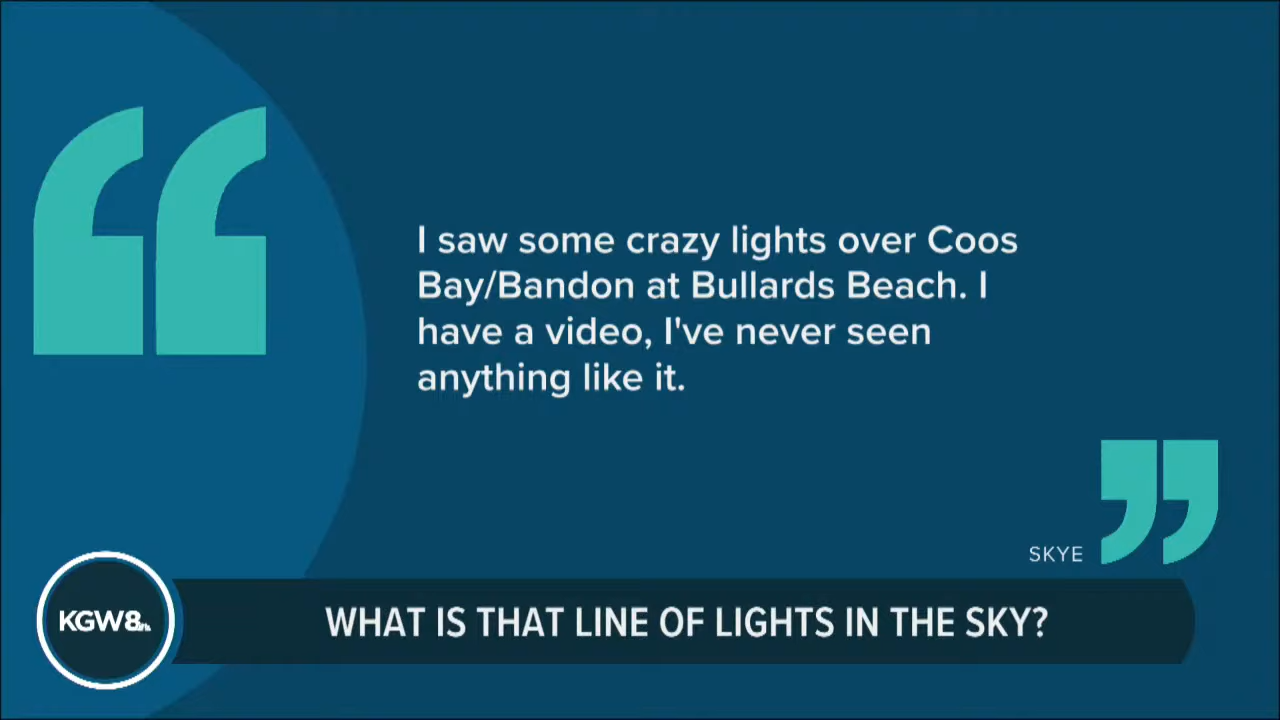 I saw some crazy lights over Coos
Bay/Bandon at Bullards Beach. I
have a video, I've never seen
anything like it.
SKYE
KGW8
WHAT IS THAT LINE OF LIGHTS IN THE SKY?